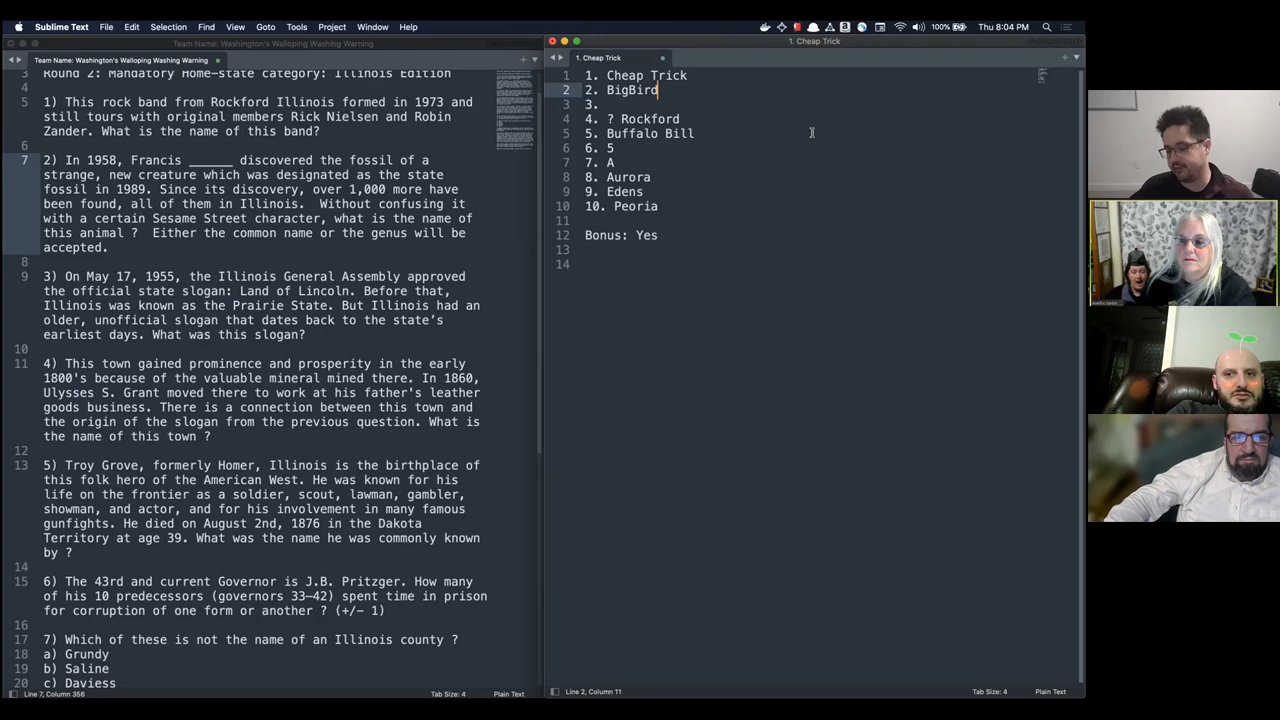 Sublime Text File Edit Selection Find View Goto Tools Project Window Help 100% Thu 8:04 PM
Team Name: Washington's Walloping Washing Warning
Team Name: Washington's Walloping Washing Warning
3 Round 2: Mandatory Home-state category: Illinois Edition
4
5 1) This rock band from Rockford Illinois formed in 1973 and
still tours with original members Rick Nielsen and Robin
Zander. What is the name of this band?
6
7 2) In 1958, Francis ______ discovered the fossil of a
strange, new creature which was designated as the state
fossil in 1989. Since its discovery, over 1,000 more have
been found, all of them in Illinois.  Without confusing it
with a certain Sesame Street character, what is the name of
this animal ?  Either the common name or the genus will be
accepted.
8
9 3) On May 17, 1955, the Illinois General Assembly approved
the official state slogan: Land of Lincoln. Before that,
Illinois was known as the Prairie State. But Illinois had an
older, unofficial slogan that dates back to the state’s
earliest days. What was this slogan?
10
11 4) This town gained prominence and prosperity in the early
1800's because of the valuable mineral mined there. In 1860,
Ulysses S. Grant moved there to work at his father's leather
goods business. There is a connection between this town and
the origin of the slogan from the previous question. What is
the name of this town ?
12
13 5) Troy Grove, formerly Homer, Illinois is the birthplace of
this folk hero of the American West. He was known for his
life on the frontier as a soldier, scout, lawman, gambler,
showman, and actor, and for his involvement in many famous
gunfights. He died on August 2nd, 1876 in the Dakota
Territory at age 39. What was the name he was commonly known
by ?
14
15 6) The 43rd and current Governor is J.B. Pritzger. How many
of his 10 predecessors (governors 33–42) spent time in prison
for corruption of one form or another ? (+/- 1)
16
17 7) Which of these is not the name of an Illinois county ?
18 a) Grundy
19 b) Saline
20 c) Daviess
Line 7, Column 356 Tab Size: 4 Plain Text
1. Cheap Trick
1. Cheap Trick
1 1. Cheap Trick
2 2. BigBird
3 3.
4 4. ? Rockford
5 5. Buffalo Bill
6 6. 5
7 7. A
8 8. Aurora
9 9. Edens
10 10. Peoria
11
12 Bonus: Yes
13
14
Line 2, Column 11 Tab Size: 4 Plain Text